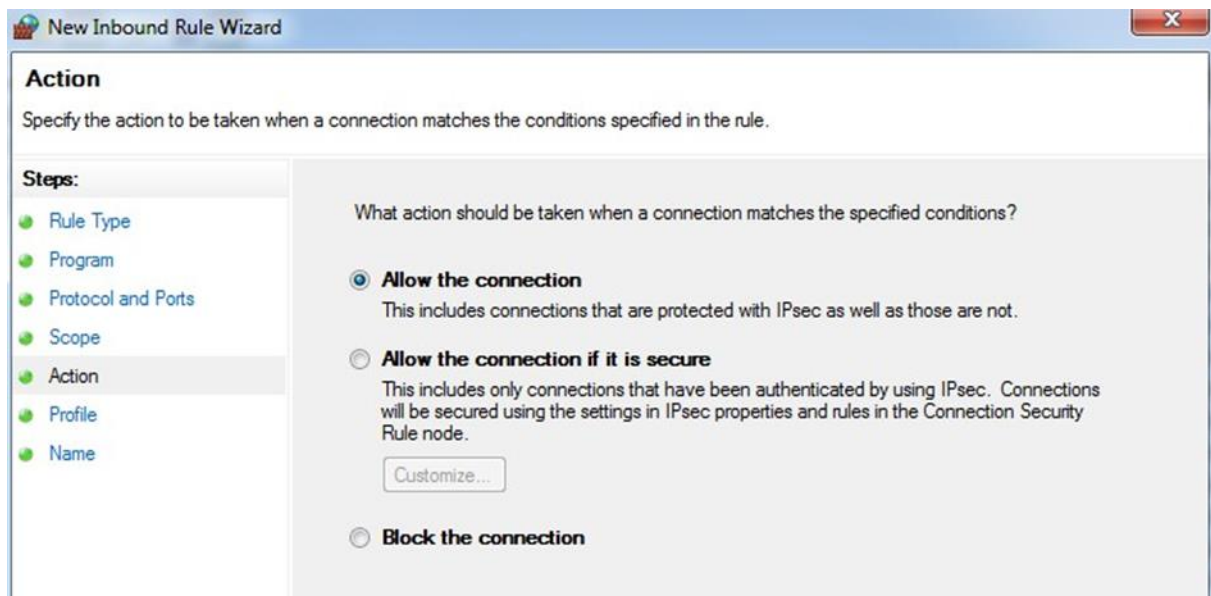 New Inbound Rule Wizard
Action
Specify the action to be taken when a connection matches the conditions specified in the rule.
Steps:
Rule Type
Program
Protocol and Ports
Scope
Action
Profile
Name
What action should be taken when a connection matches the specified conditions?
Allow the connection
This includes connections that are protected with IPsec as well as those are not.
Allow the connection if it is secure
This includes only connections that have been authenticated by using IPsec. Connections
will be secured using the settings in IPsec properties and rules in the Connection Security
Rule node.
Customize...
Block the connection